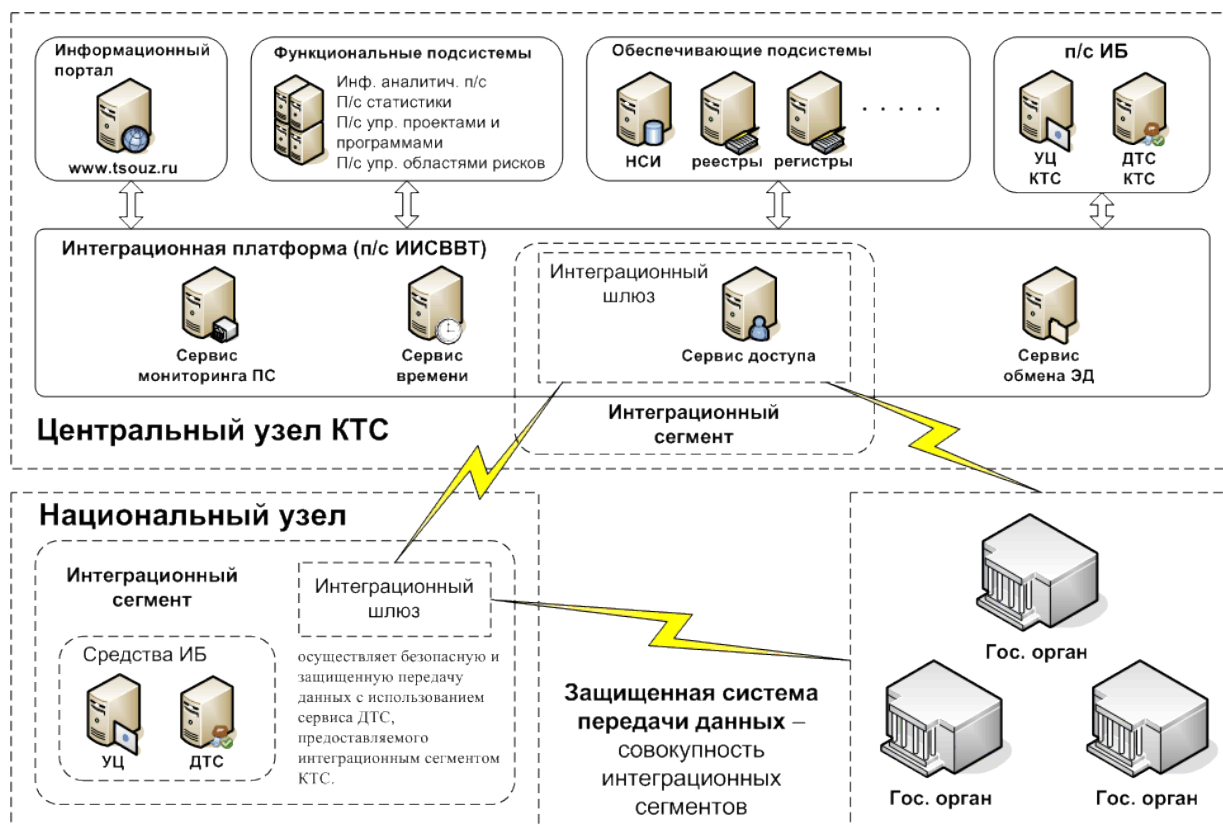 Информационный
портал
www.tsouz.ru
Функциональные подсистемы
Инф. аналитич. п/с
П/с статистики
П/с упр. проектами и
программами
П/с упр. областями рисков
Обеспечивающие подсистемы
. . . . .
НСИ
реестры
регистры
п/с ИБ
УЦ
КТС
ДТС
КТС
Интеграционная платформа (п/с ИИСВВТ)
Интеграционный
шлюз
Сервис
мониторинга ПС
Сервис
времени
Сервис доступа
Сервис
обмена ЭД
Интеграционный
сегмент
Центральный узел КТС
Национальный узел
Интеграционный
сегмент
Интеграционный
шлюз
Средства ИБ
УЦ
ДТС
осуществляет безопасную и
защищенную передачу
данных с использованием
сервиса ДТС,
предоставляемого
интеграционным сегментом
КТС.
Защищенная система
передачи данных –
совокупность
интеграционных
сегментов
Гос. орган
Гос. орган
Гос. орган